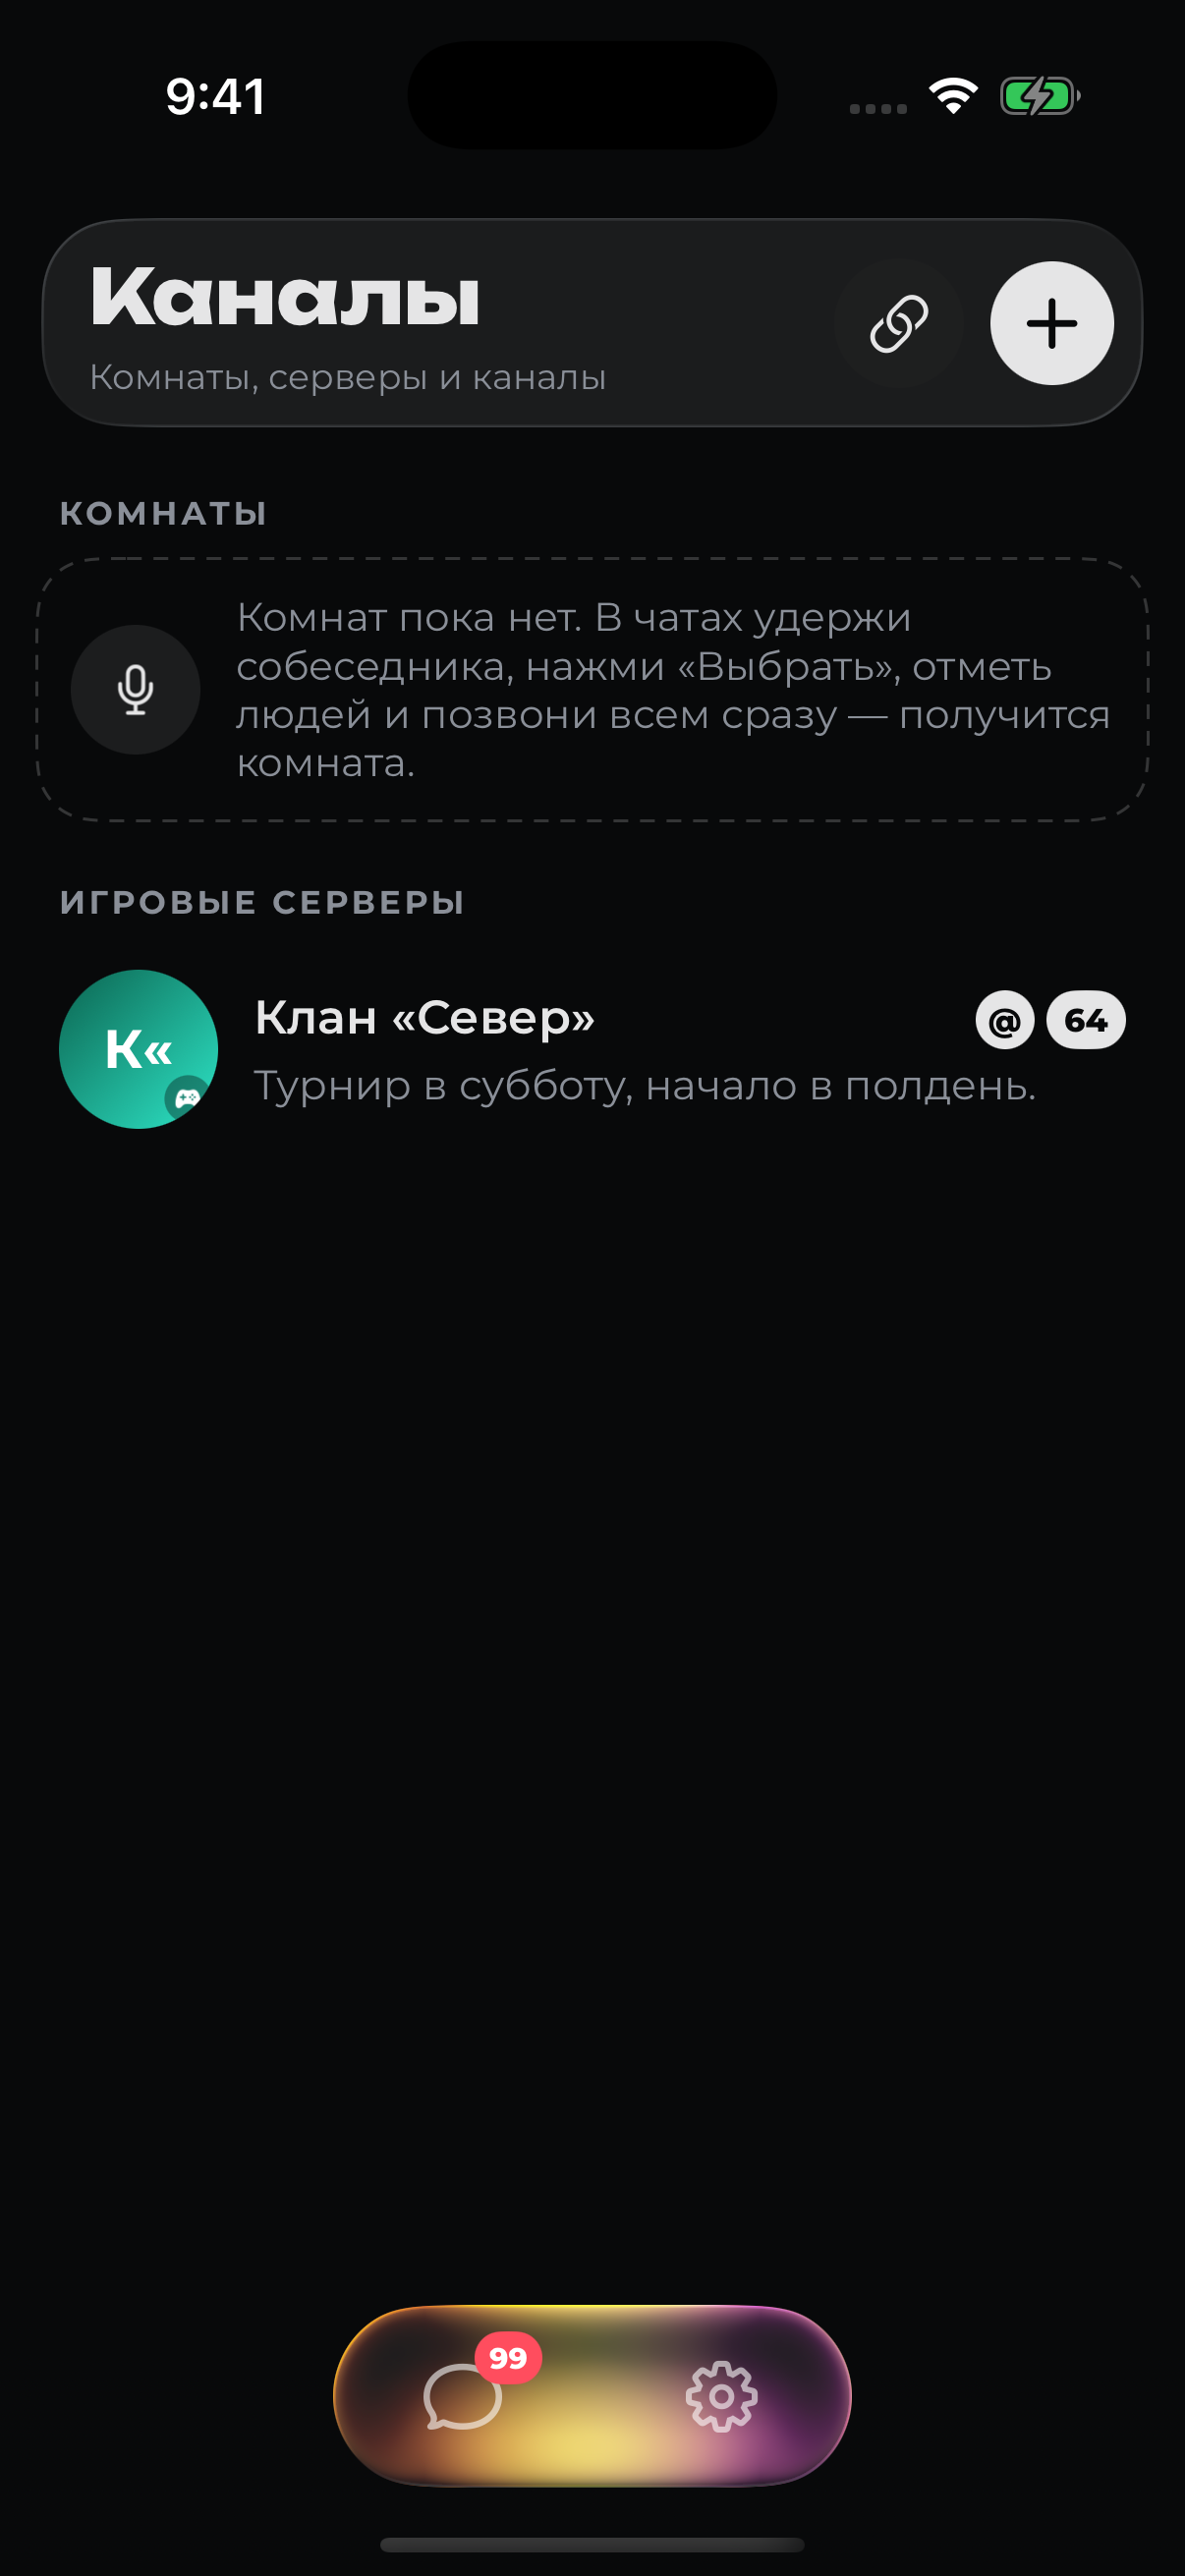 9:41
Каналы
Комнаты, серверы и каналы
КОМНАТЫ
Комнат пока нет. В чатах удержи
собеседника, нажми «Выбрать», отметь
людей и позвони всем сразу — получится
комната.
ИГРОВЫЕ СЕРВЕРЫ
К«
Клан «Север»
@ 64
Турнир в субботу, начало в полдень.
99